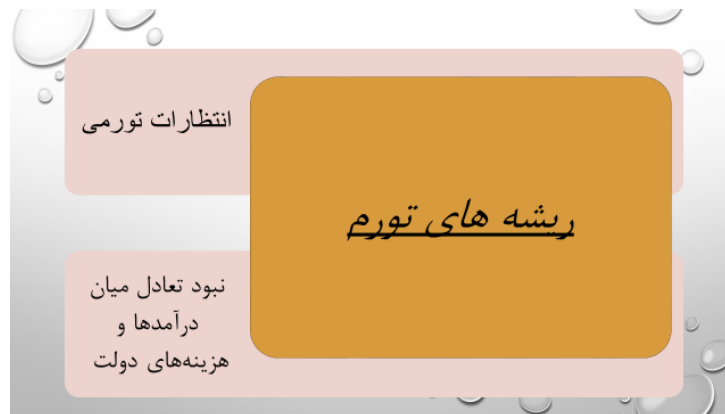 ریشه های تورم
انتظارات تورمی
نبود تعادل میان
درآمدها و
هزینه‌های دولت